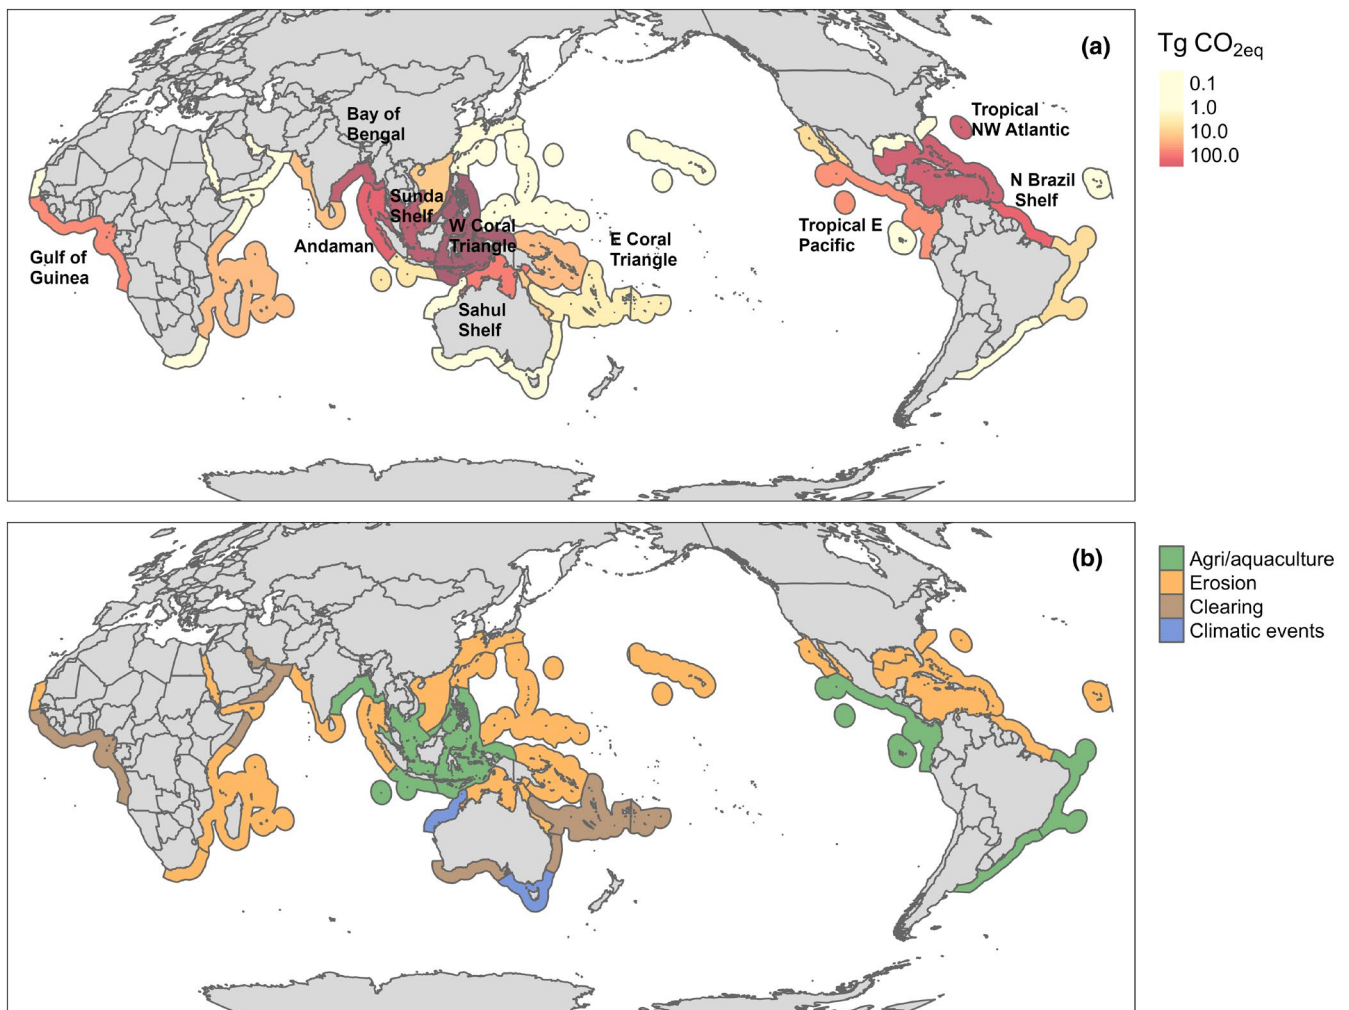 (a)
Tg CO2eq
0.1
1.0
10.0
100.0
Bay of
Bengal
Tropical
NW Atlantic
Sunda
Shelf
N Brazil
Shelf
W Coral
Triangle
Tropical E
Pacific
Andaman
E Coral
Triangle
Gulf of
Guinea
Sahul
Shelf
(b)
Agri/aquaculture
Erosion
Clearing
Climatic events